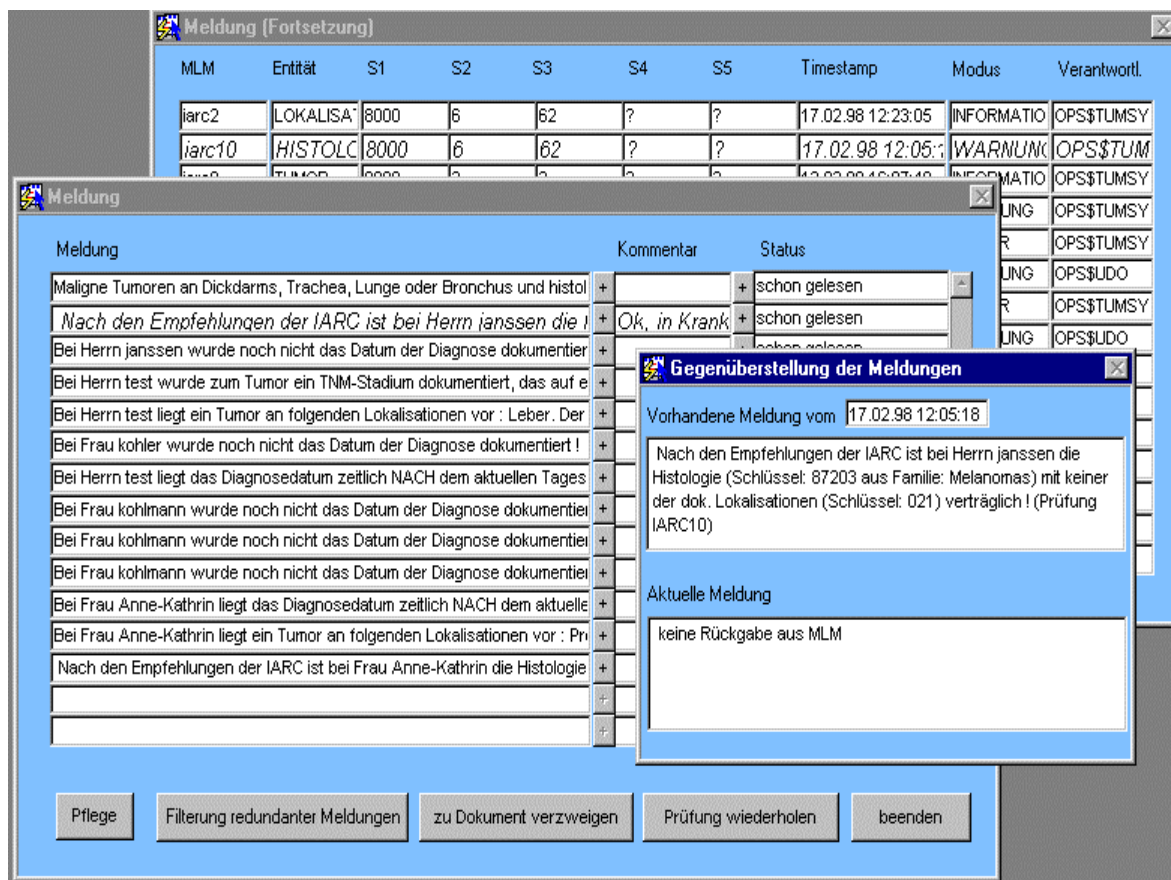 Meldung (Fortsetzung)
MLM Entität S1 S2 S3 S4 S5 Timestamp Modus Verantwortl.
iarc2 LOKALISA 8000 6 62 ? ? 17.02.98 12:23:05 INFORMATIO OPS$TUMSY
iarc10 HISTOLO 8000 6 62 ? ? 17.02.98 12:05: WARNUN OPS$TUM
MATIO OPS$TUMSY
UNG OPS$TUMSY
R OPS$TUMSY
UNG OPS$UDO
R OPS$TUMSY
UNG OPS$UDO
Meldung
Meldung Kommentar Status
Maligne Tumoren an Dickdarms, Trachea, Lunge oder Bronchus und histol + + schon gelesen
Nach den Empfehlungen der IARC ist bei Herrn janssen die + Ok, in Krank + schon gelesen
Bei Herrn janssen wurde noch nicht das Datum der Diagnose dokumentier + + schon gelesen
Bei Herrn test wurde zum Tumor ein TNM-Stadium dokumentiert, das auf e +
Bei Herrn test liegt ein Tumor an folgenden Lokalisationen vor : Leber. Der +
Bei Frau kohler wurde noch nicht das Datum der Diagnose dokumentiert ! +
Bei Herrn test liegt das Diagnosedatum zeitlich NACH dem aktuellen Tages +
Bei Frau kohlmann wurde noch nicht das Datum der Diagnose dokumentier +
Bei Frau kohlmann wurde noch nicht das Datum der Diagnose dokumentier +
Bei Frau kohlmann wurde noch nicht das Datum der Diagnose dokumentier +
Bei Frau Anne-Kathrin liegt das Diagnosedatum zeitlich NACH dem aktuelle +
Bei Frau Anne-Kathrin liegt ein Tumor an folgenden Lokalisationen vor : Pr +
Nach den Empfehlungen der IARC ist bei Frau Anne-Kathrin die Histologie +
+
+
Gegenüberstellung der Meldungen
Vorhandene Meldung vom 17.02.98 12:05:18
Nach den Empfehlungen der IARC ist bei Herrn janssen die
Histologie (Schlüssel: 87203 aus Familie: Melanomas) mit keiner
der dok. Lokalisationen (Schlüssel: 021) verträglich ! (Prüfung
IARC10)
Aktuelle Meldung
keine Rückgabe aus MLM
Pflege Filterung redundanter Meldungen zu Dokument verzweigen Prüfung wiederholen beenden